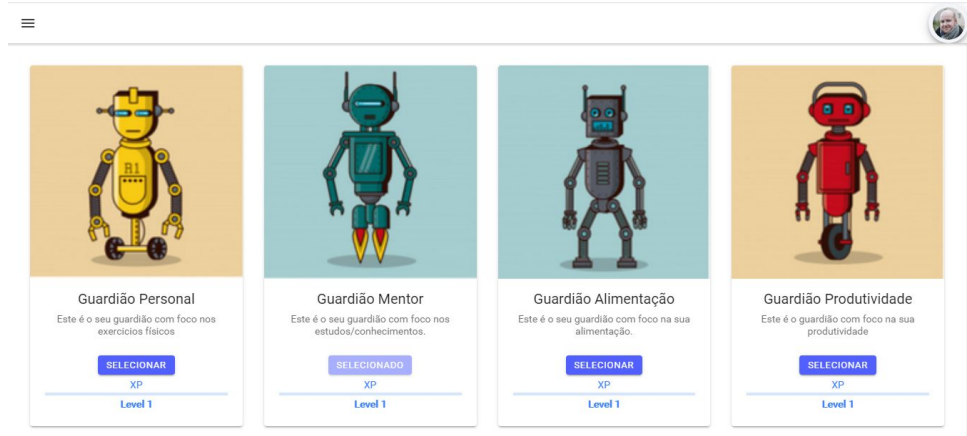 R1
Guardião Personal
Este é o seu guardião com foco nos
exercicios físicos
SELECIONAR
XP
Level 1
Guardião Mentor
Este é o seu guardião com foco nos
estudos/conhecimentos.
SELECIONADO
XP
Level 1
Guardião Alimentação
Este é o seu guardião com foco na sua
alimentação.
SELECIONAR
XP
Level 1
Guardião Produtividade
Este é o guardião com foco na sua
produtividade
SELECIONAR
XP
Level 1